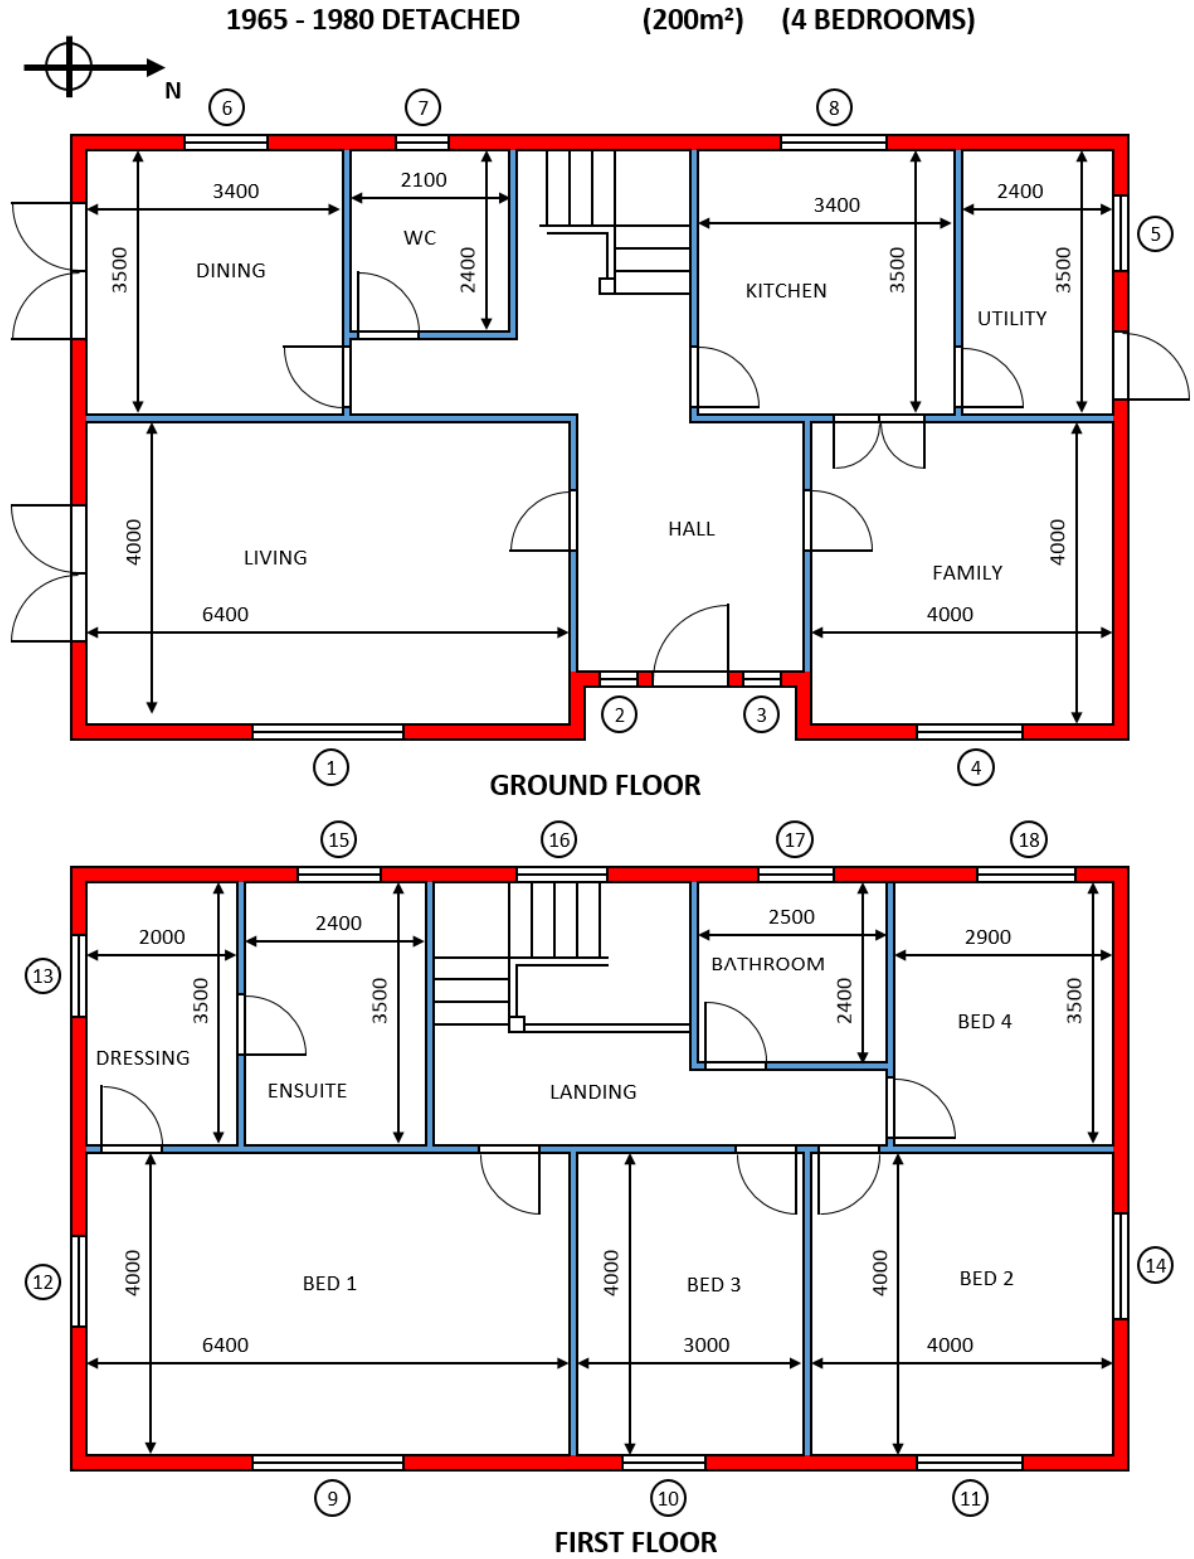 1965 - 1980 DETACHED (200m²) (4 BEDROOMS)
N
6 7 8
3400 2100 3400 2400
3500 DINING WC 2400 KITCHEN 3500 UTILITY 3500 5
4000 LIVING 6400
HALL
FAMILY 4000 4000
2 3
1 4
GROUND FLOOR
15 16 17 18
2000 2400 2500 2900
13 3500 3500 BATHROOM 2400 3500
DRESSING ENSUITE LANDING BED 4
12 4000 BED 1 4000 BED 3 4000 BED 2 14
6400 3000 4000
9 10 11
FIRST FLOOR